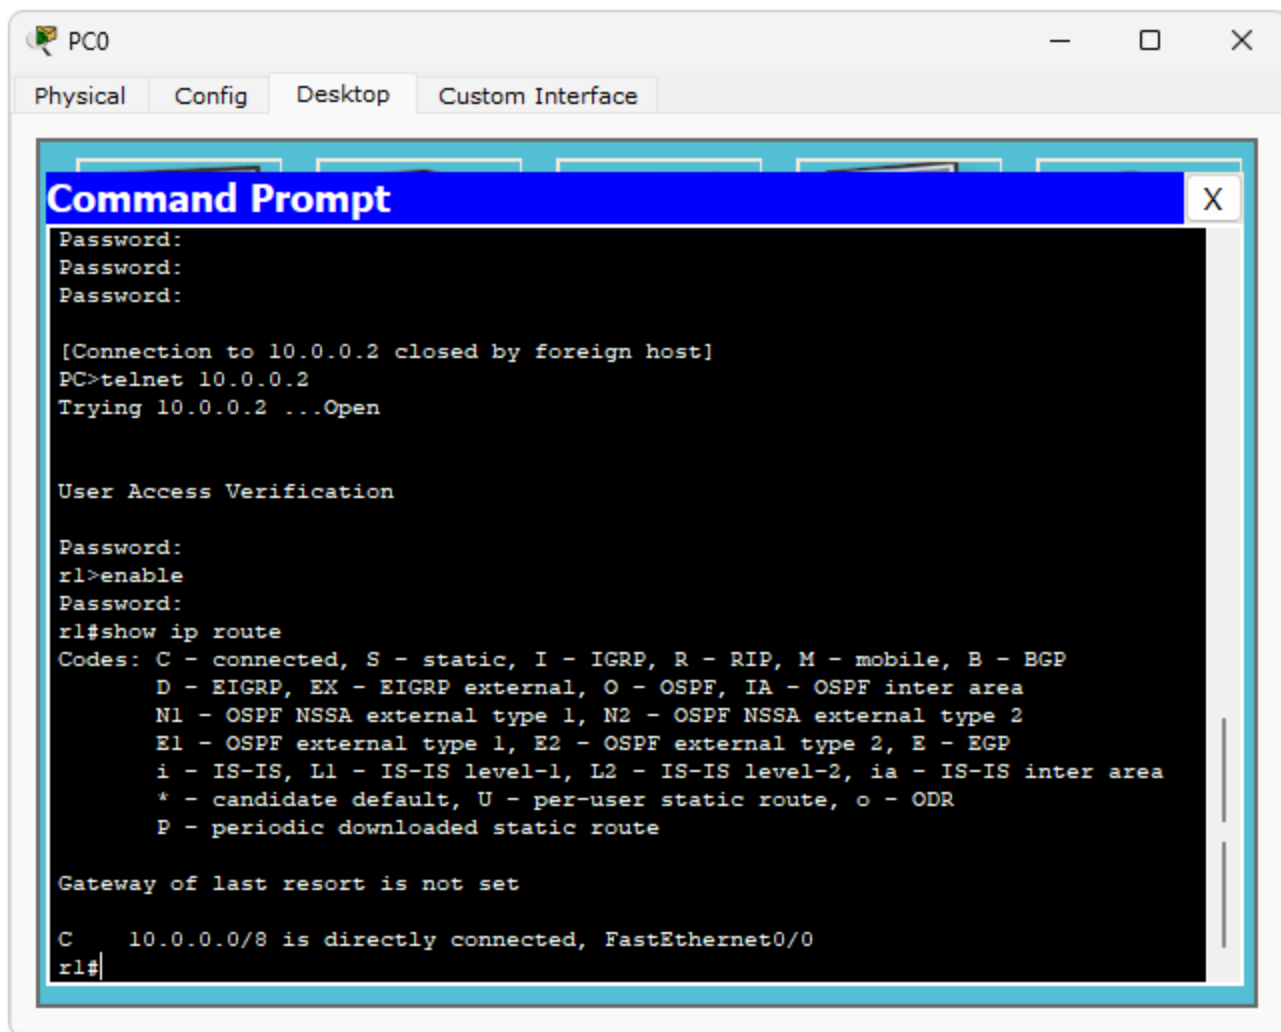 PC0
Physical Config Desktop Custom Interface
Command Prompt X
Password:
Password:
Password:
[Connection to 10.0.0.2 closed by foreign host]
PC>telnet 10.0.0.2
Trying 10.0.0.2 ...Open
User Access Verification
Password:
r1>enable
Password:
r1#show ip route
Codes: C - connected, S - static, I - IGRP, R - RIP, M - mobile, B - BGP
D - EIGRP, EX - EIGRP external, O - OSPF, IA - OSPF inter area
N1 - OSPF NSSA external type 1, N2 - OSPF NSSA external type 2
E1 - OSPF external type 1, E2 - OSPF external type 2, E - EGP
i - IS-IS, L1 - IS-IS level-1, L2 - IS-IS level-2, ia - IS-IS inter area
* - candidate default, U - per-user static route, o - ODR
P - periodic downloaded static route
Gateway of last resort is not set
C 10.0.0.0/8 is directly connected, FastEthernet0/0
r1#